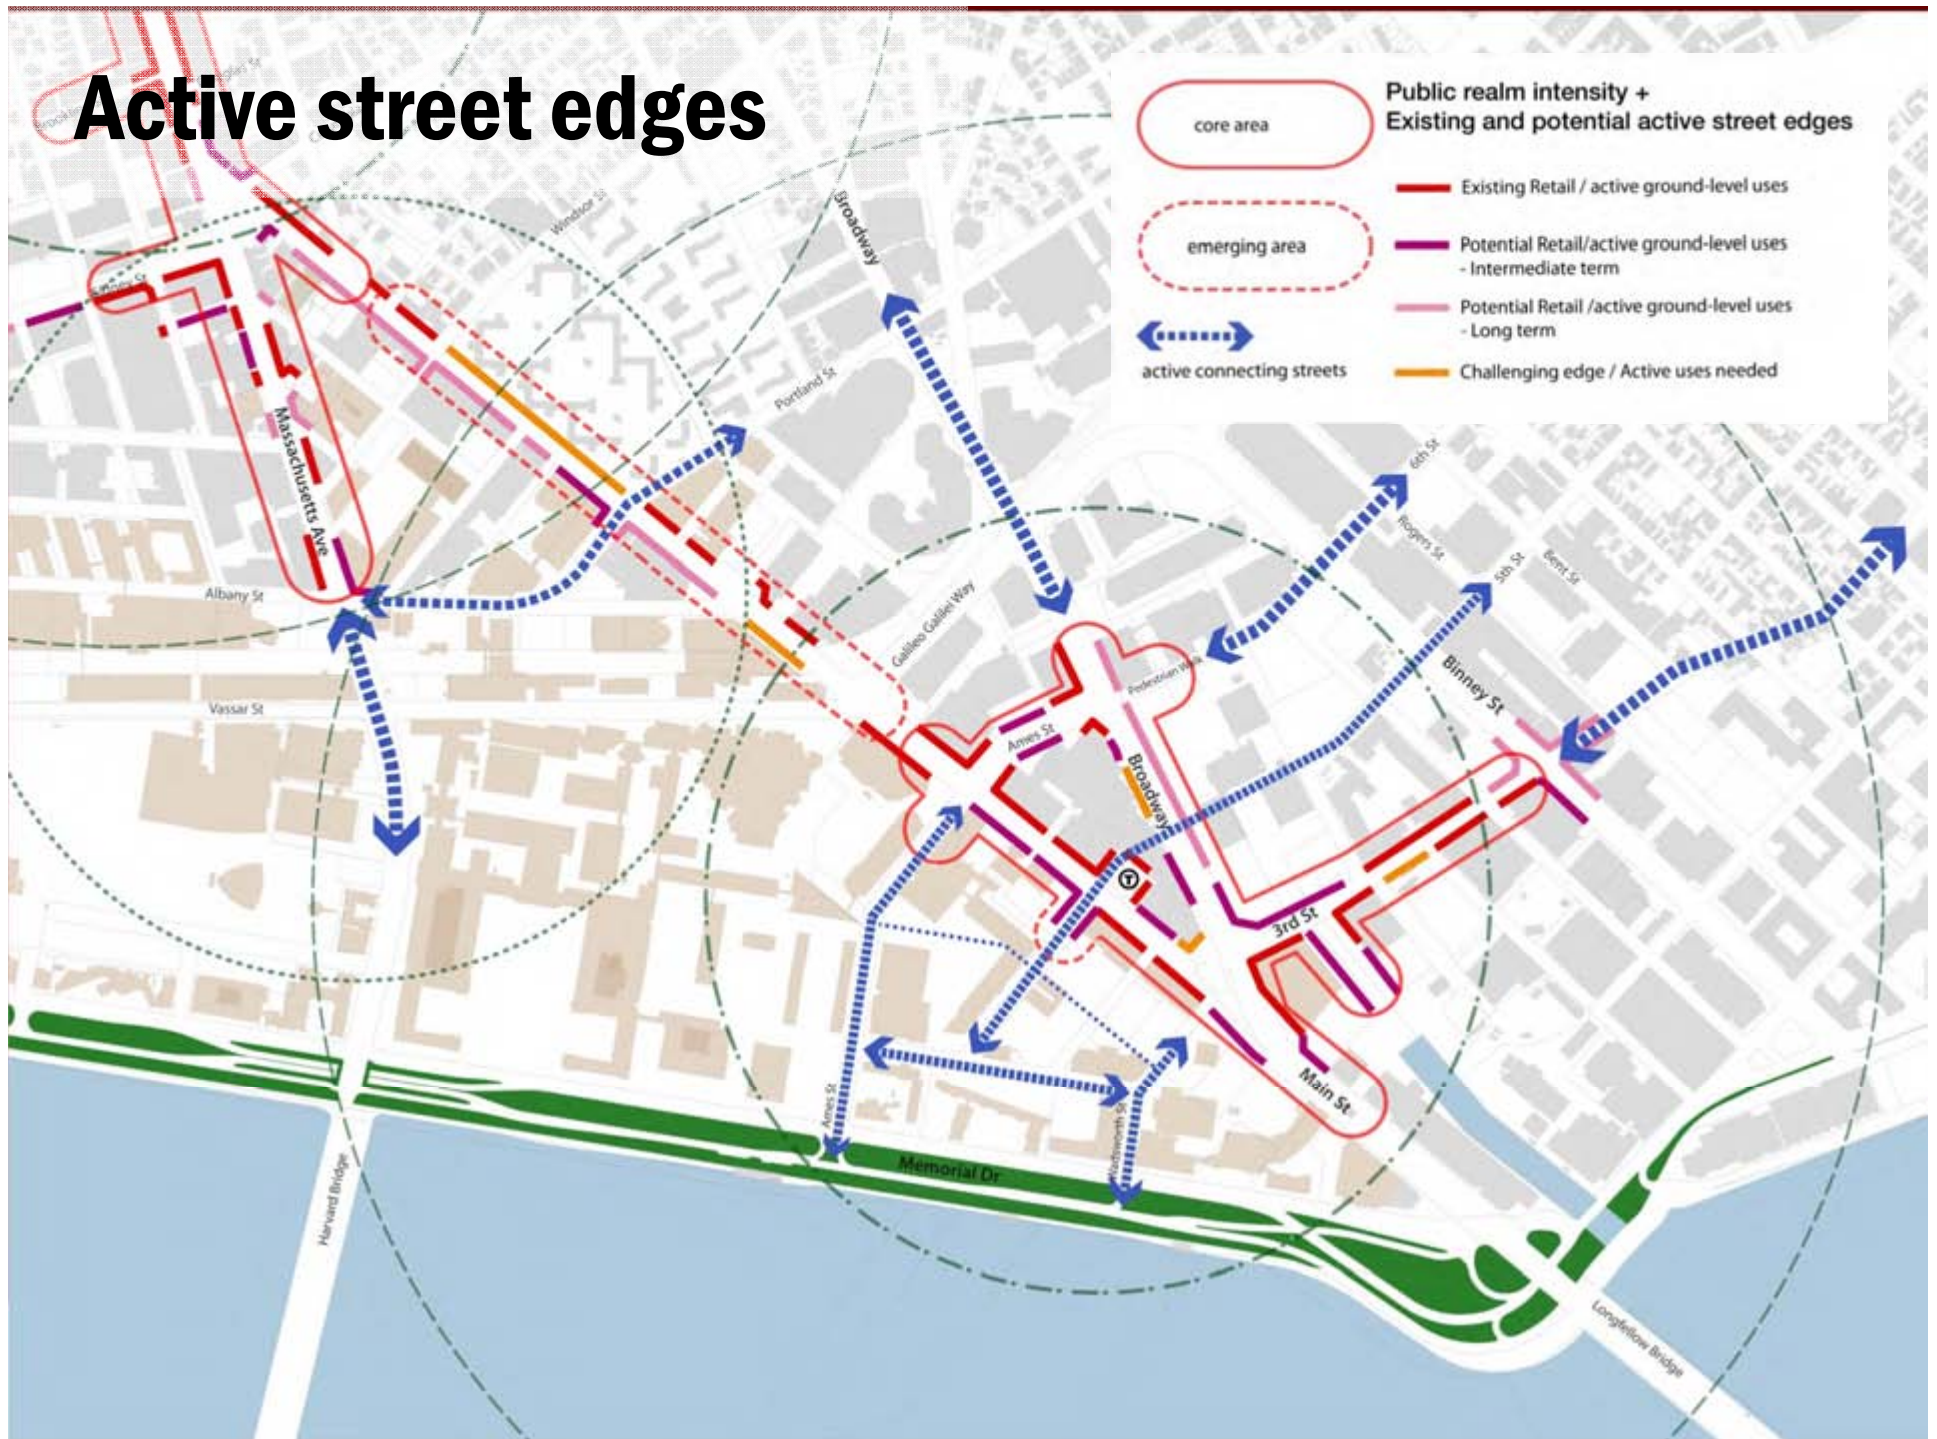 Active street edges
Public realm intensity +
Existing and potential active street edges
core area
emerging area
active connecting streets
Existing Retail / active ground-level uses
Potential Retail/active ground-level uses
- Intermediate term
Potential Retail /active ground-level uses
- Long term
Challenging edge / Active uses needed
Windsor St
Broadway
Portland St
Massachusetts Ave
Albany St
Vassar St
Galileo Galilei Way
6th St
Rogers St
5th St
Bent St
Binney St
Pedestrian Walk
Ames St
Broadway
T
3rd St
Main St
Ames St
Wadsworth St
Memorial Dr
Harvard Bridge
Longfellow Bridge